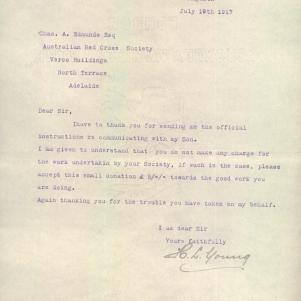 July 19th 1917
Chas. A. Edmunds Esq
Australian Red Cross Society
Verco Buildings
North Terrace
Adelaide
Dear Sir,
I have to thank you for sending me the official
instructions re communicating with my Son.
I am given to understand that you do not make any charge for
the work undertaken by your Society, if such is the case, please
accept this small donation towards the good work you
are doing.
Again thanking you for the trouble you have taken on my behalf.
I am dear Sir
Yours faithfully
H. L. Young